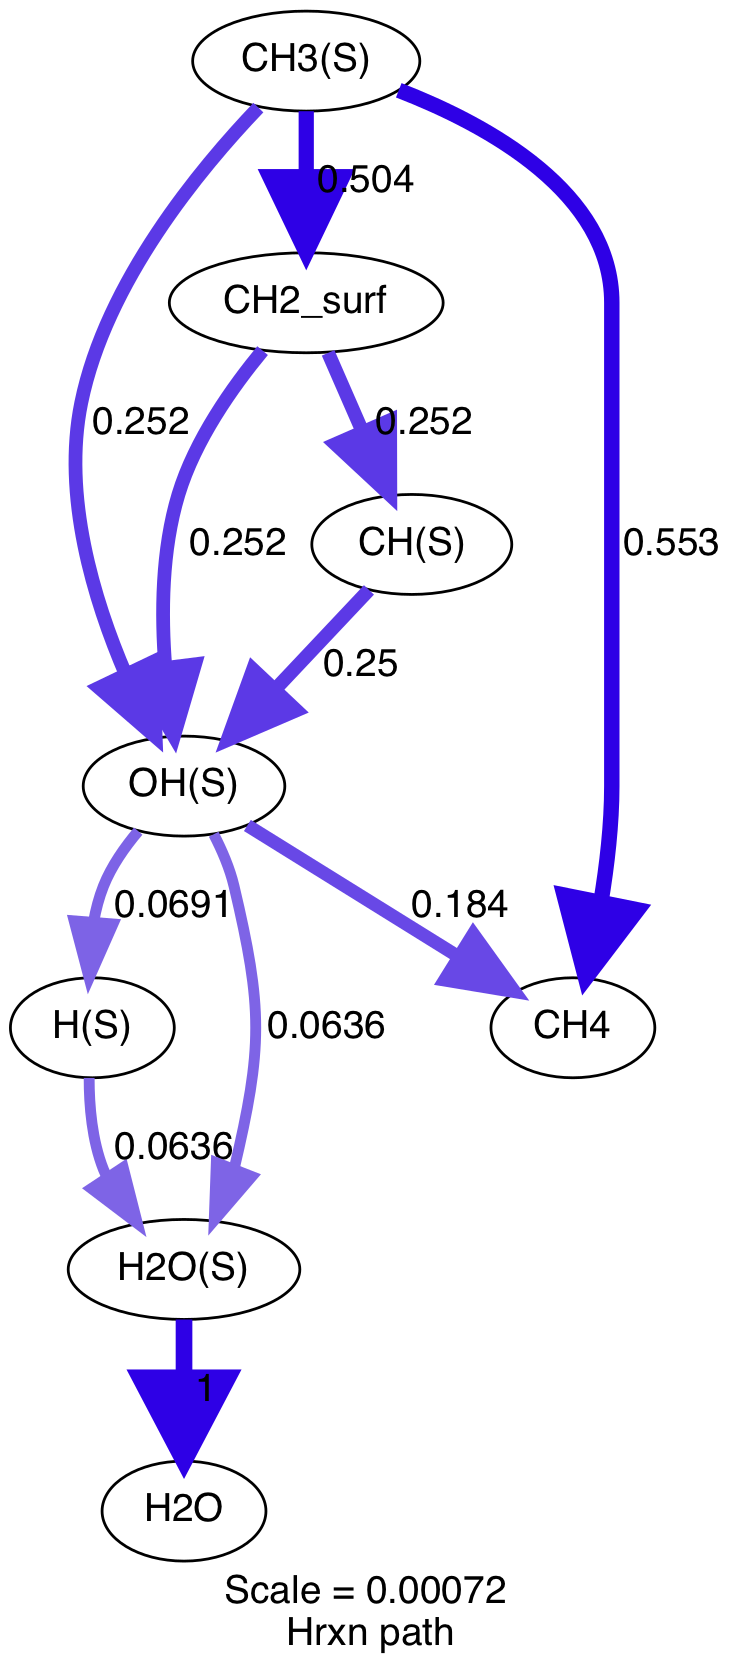 CH3(S)
0.504
CH2_surf
0.252
0.252
0.252
CH(S)
0.553
0.25
OH(S)
0.0691
0.184
H(S)
0.0636
CH4
0.0636
H2O(S)
1
H2O
Scale = 0.00072
Hrxn path